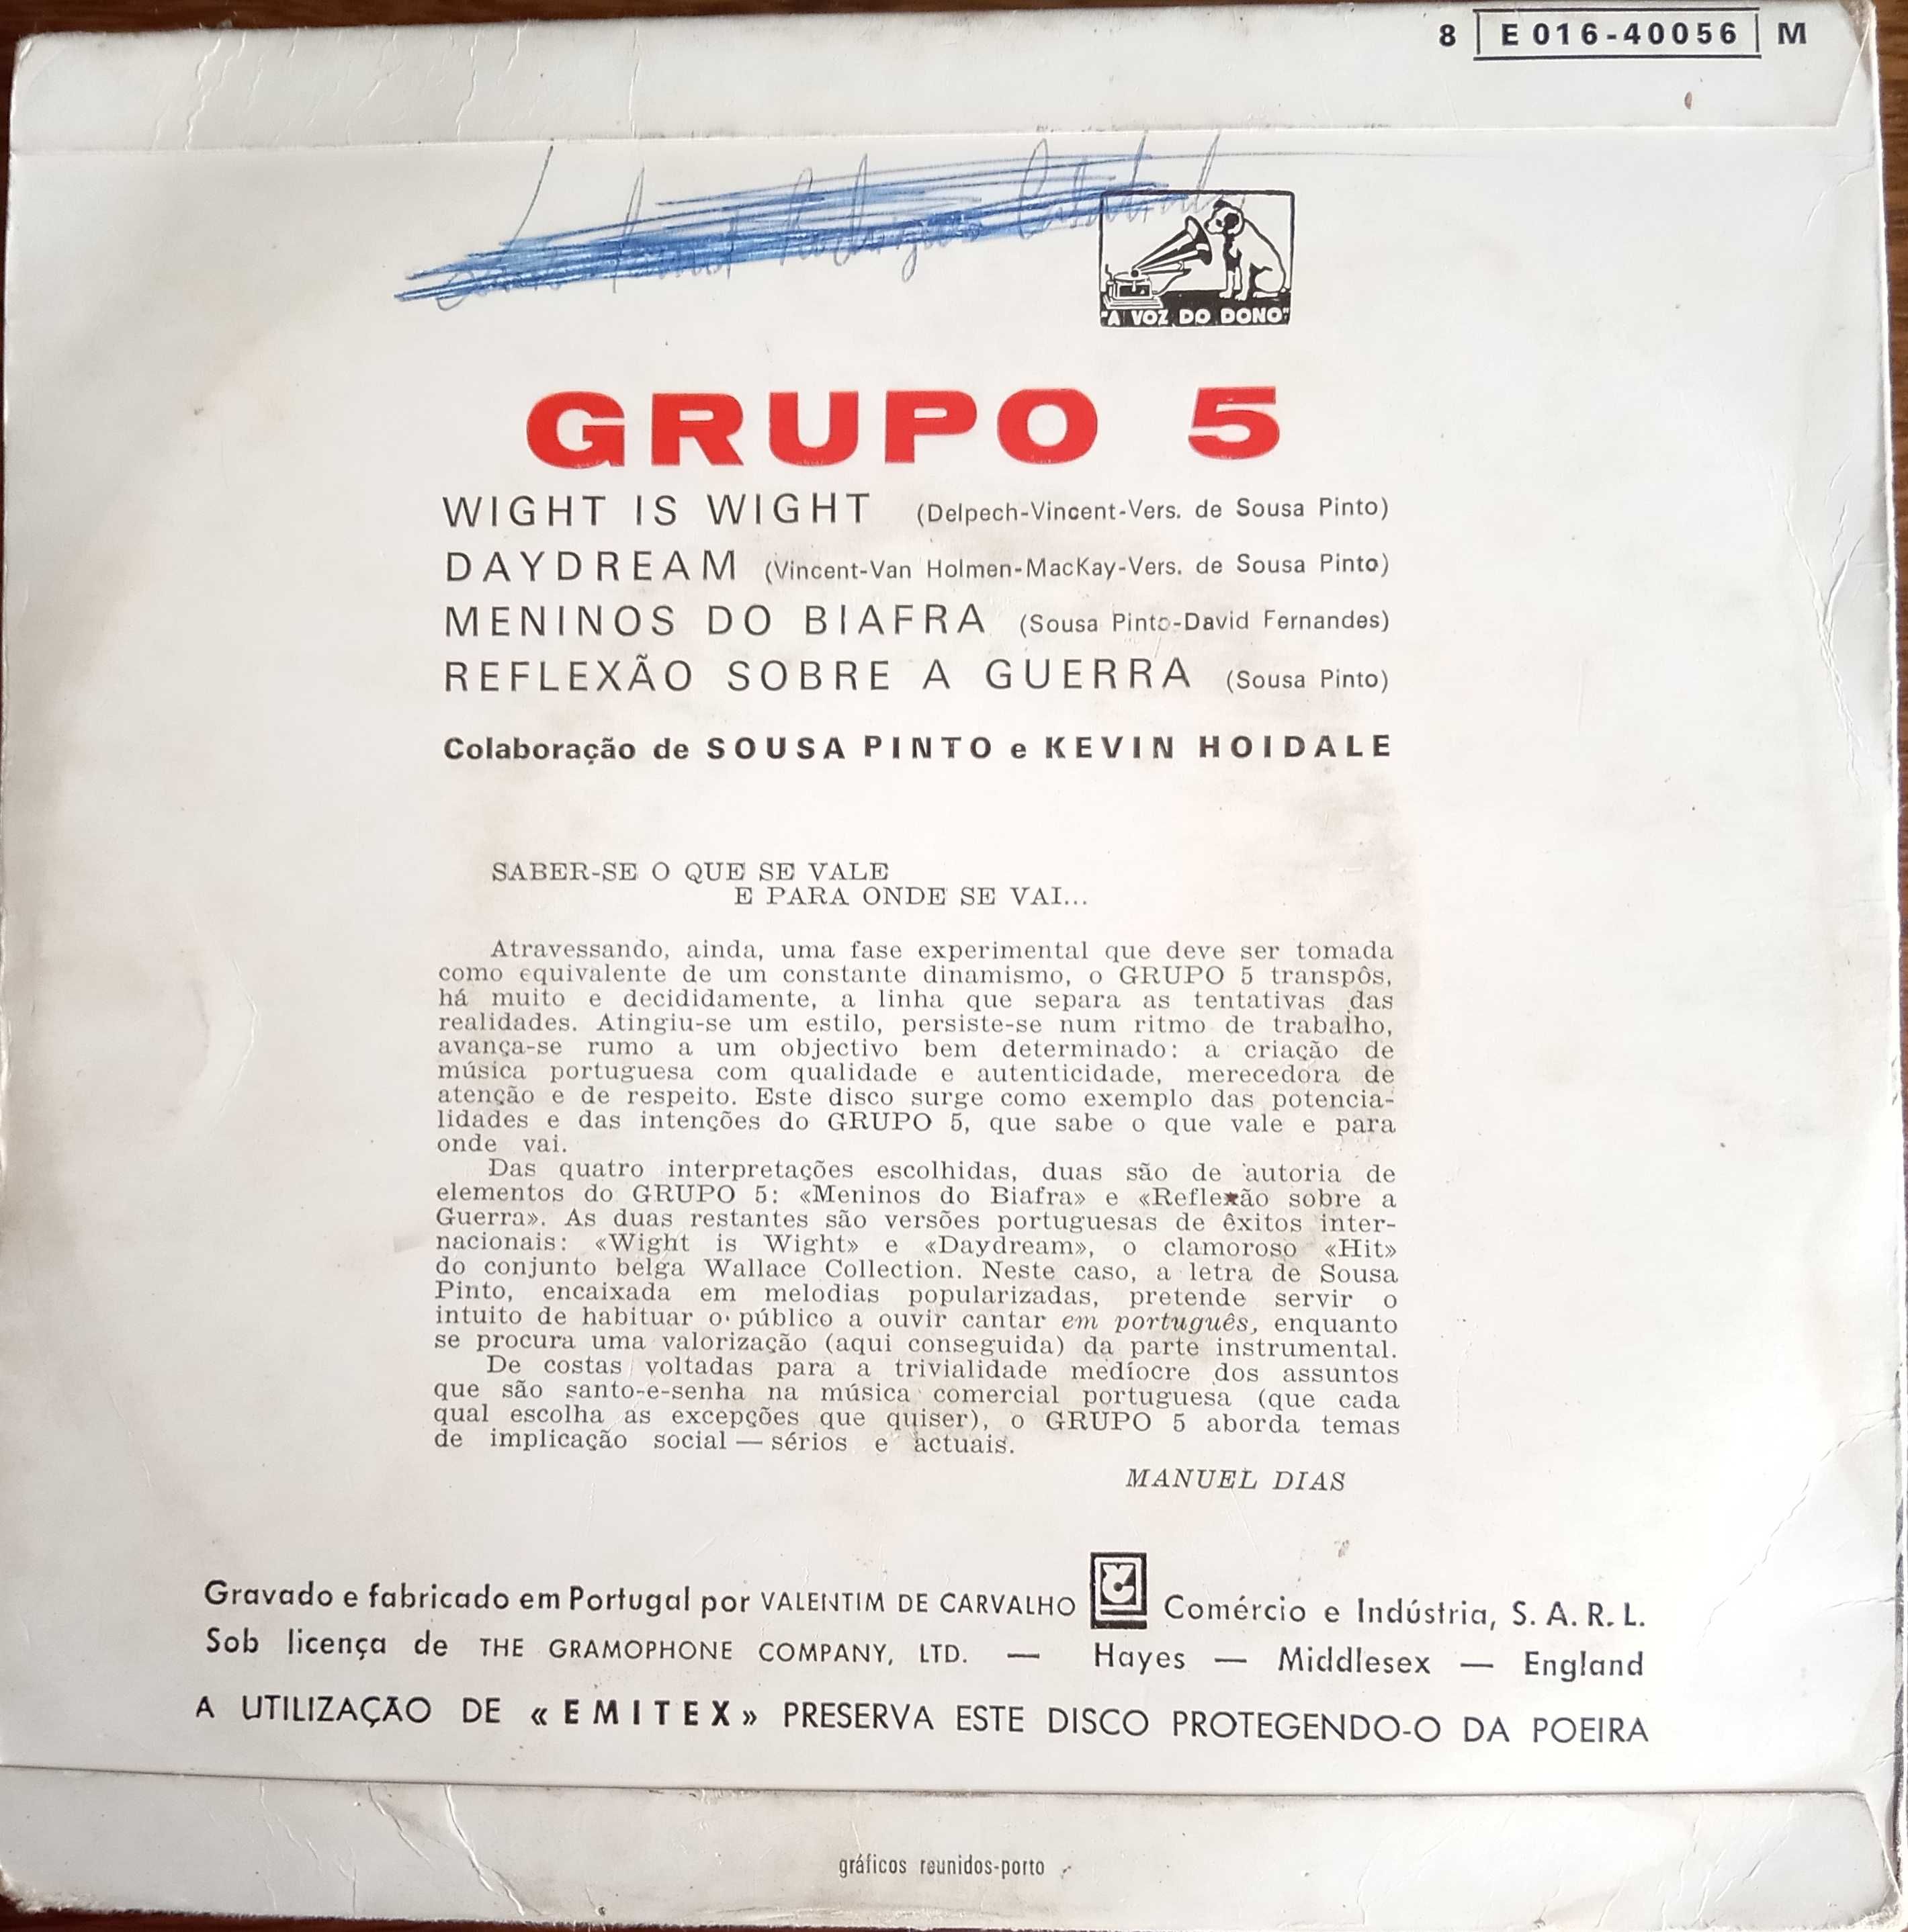 8 E 016-40056 M
"A VOZ DO DONO"
GRUPO 5
WIGHT IS WIGHT (Delpech-Vincent-Vers. de Sousa Pinto)
DAYDREAM (Vincent-Van Holmen-MacKay-Vers. de Sousa Pinto)
MENINOS DO BIAFRA (Sousa Pinto-David Fernandes)
REFLEXÃO SOBRE A GUERRA (Sousa Pinto)
Colaboração de SOUSA PINTO e KEVIN HOIDALE
SABER-SE O QUE SE VALE
E PARA ONDE SE VAI...
Atravessando, ainda, uma fase experimental que deve ser tomada
como equivalente de um constante dinamismo, o GRUPO 5 transpôs,
há muito e decididamente, a linha que separa as tentativas das
realidades. Atingiu-se um estilo, persiste-se num ritmo de trabalho,
avança-se rumo a um objectivo bem determinado: a criação de
música portuguesa com qualidade e autenticidade, merecedora de
atenção e de respeito. Este disco surge como exemplo das potencia-
lidades e das intenções do GRUPO 5, que sabe o que vale e para
onde vai.
Das quatro interpretações escolhidas, duas são de autoria de
elementos do GRUPO 5: «Meninos do Biafra» e «Reflexão sobre a
Guerra». As duas restantes são versões portuguesas de êxitos inter-
nacionais: «Wight is Wight» e «Daydream», o clamoroso «Hit»
do conjunto belga Wallace Collection. Neste caso, a letra de Sousa
Pinto, encaixada em melodias popularizadas, pretende servir o
intuito de habituar o público a ouvir cantar em português, enquanto
se procura uma valorização (aqui conseguida) da parte instrumental.
De costas voltadas para a trivialidade medíocre dos assuntos
que são santo-e-senha na música comercial portuguesa (que cada
qual escolha as excepções que quiser), o GRUPO 5 aborda temas
de implicação social — sérios e actuais.
MANUEL DIAS
Gravado e fabricado em Portugal por VALENTIM DE CARVALHO Comércio e Indústria, S. A. R. L.
Sob licença de THE GRAMOPHONE COMPANY, LTD. — Hayes — Middlesex — England
A UTILIZAÇÃO DE «EMITEX» PRESERVA ESTE DISCO PROTEGENDO-O DA POEIRA
gráficos reunidos-porto